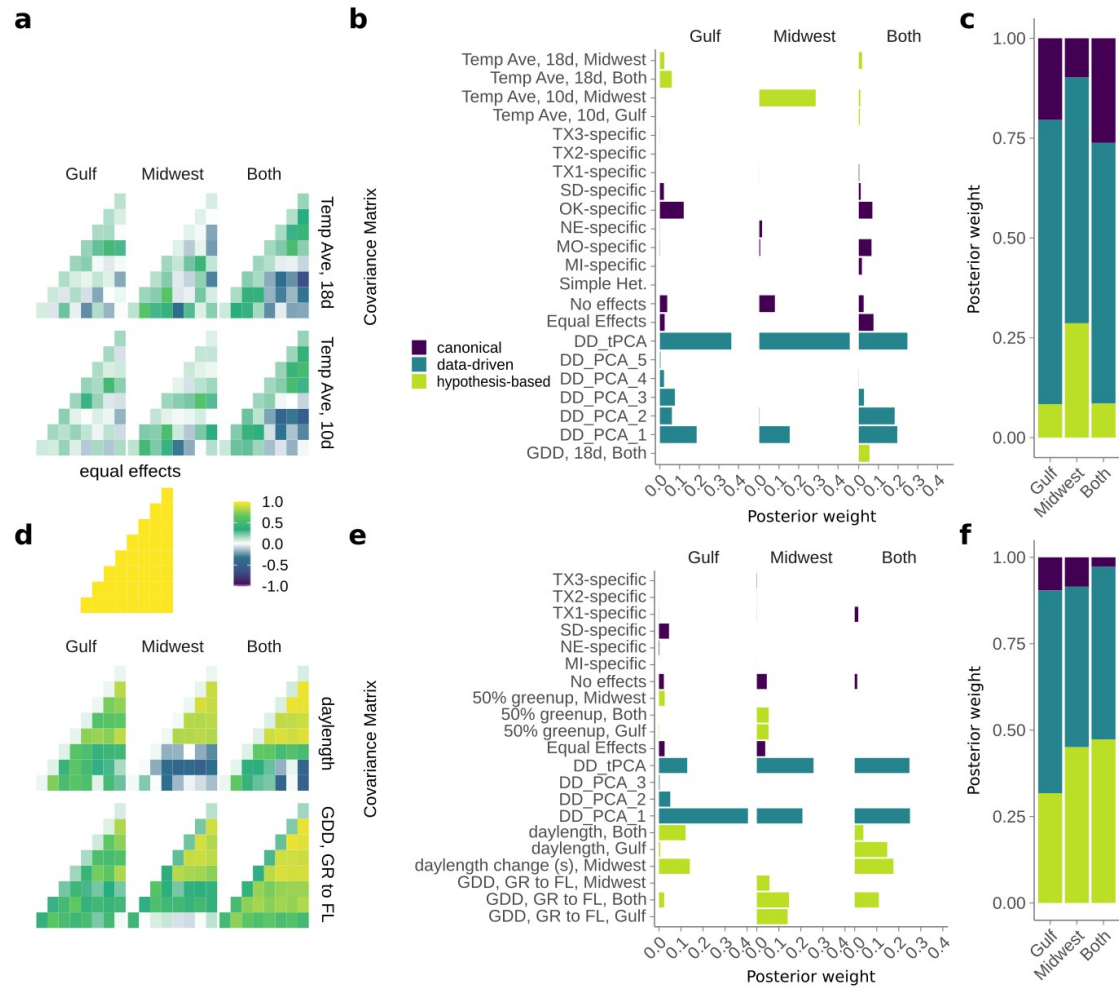 a
Gulf Midwest Both
Temp Ave, 18d
Temp Ave, 10d
equal effects
1.0
0.5
0.0
-0.5
-1.0
b
Gulf Midwest Both
Covariance Matrix
Temp Ave, 18d, Midwest
Temp Ave, 18d, Both
Temp Ave, 10d, Midwest
Temp Ave, 10d, Gulf
TX3-specific
TX2-specific
TX1-specific
SD-specific
OK-specific
NE-specific
MO-specific
MI-specific
Simple Het.
No effects
Equal Effects
DD_tPCA
DD_PCA_5
DD_PCA_4
DD_PCA_3
DD_PCA_2
DD_PCA_1
GDD, 18d, Both
canonical
data-driven
hypothesis-based
0.0 0.1 0.2 0.3 0.4 0.0 0.1 0.2 0.3 0.4 0.0 0.1 0.2 0.3 0.4
Posterior weight
c
Posterior weight
1.00
0.75
0.50
0.25
0.00
Gulf Midwest Both
d
Gulf Midwest Both
daylength
GDD, GR to FL
e
Gulf Midwest Both
Covariance Matrix
TX3-specific
TX2-specific
TX1-specific
SD-specific
NE-specific
MI-specific
No effects
50% greenup, Midwest
50% greenup, Both
50% greenup, Gulf
Equal Effects
DD_tPCA
DD_PCA_3
DD_PCA_2
DD_PCA_1
daylength, Both
daylength, Gulf
daylength change (s), Midwest
GDD, GR to FL, Midwest
GDD, GR to FL, Both
GDD, GR to FL, Gulf
0.0 0.1 0.2 0.3 0.4 0.0 0.1 0.2 0.3 0.4 0.0 0.1 0.2 0.3 0.4
Posterior weight
f
Posterior weight
1.00
0.75
0.50
0.25
0.00
Gulf Midwest Both